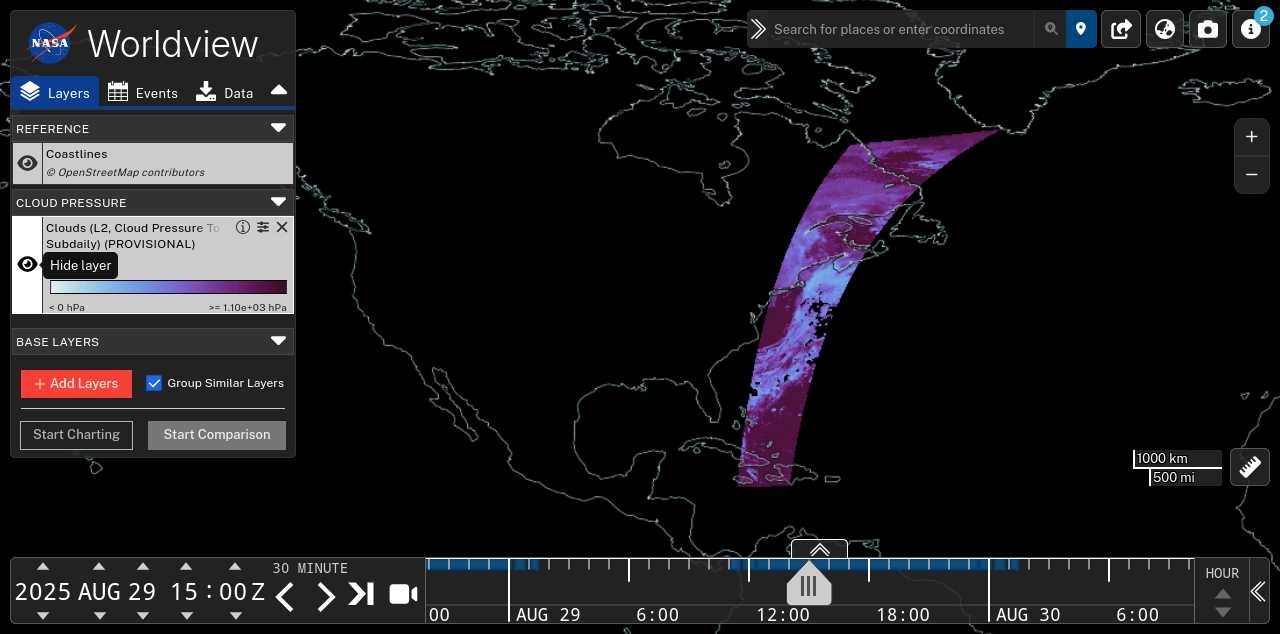 NASA
Worldview
Search for places or enter coordinates
2
Layers
Events
Data
REFERENCE
Coastlines
© OpenStreetMap contributors
CLOUD PRESSURE
Clouds (L2, Cloud Pressure To
Subdaily) (PROVISIONAL)
Hide layer
< 0 hPa
>= 1.10e+03 hPa
BASE LAYERS
+ Add Layers
Group Similar Layers
Start Charting
Start Comparison
+
−
1000 km
500 mi
2025 AUG 29 15 : 00 Z
30 MINUTE
00
AUG 29
6:00
12:00
18:00
AUG 30
6:00
HOUR